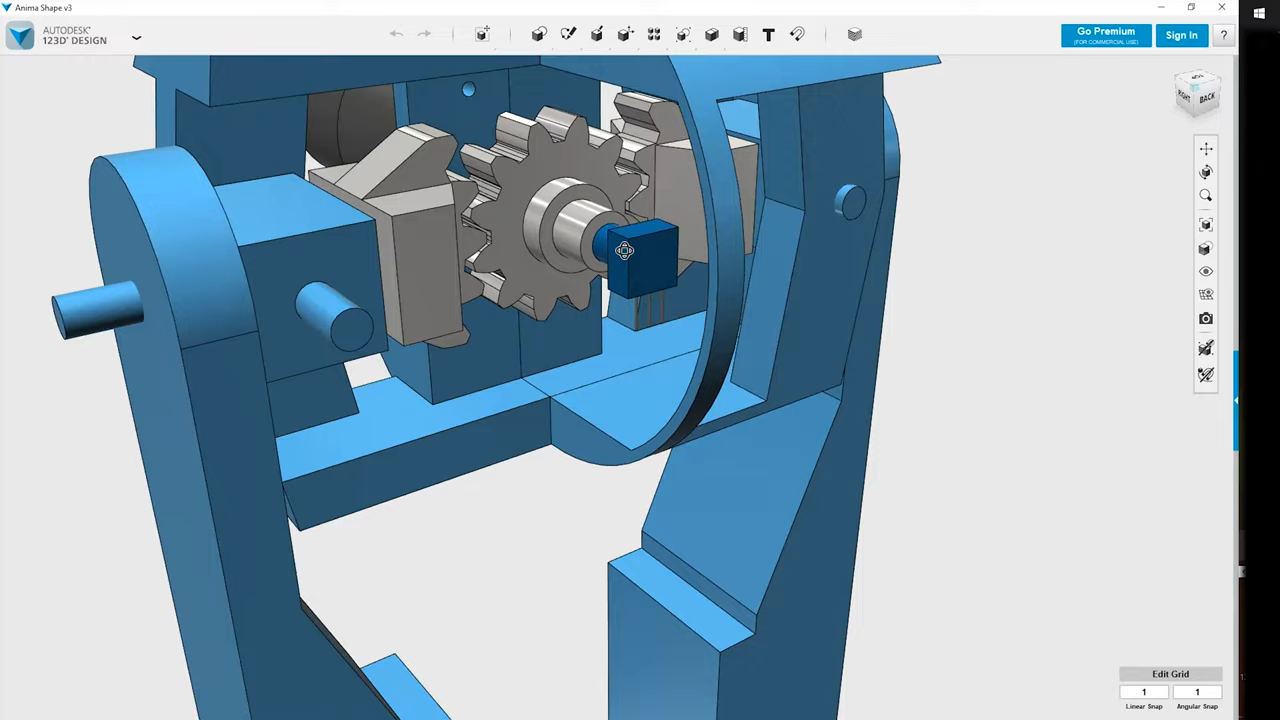 Anima Shape v3
AUTODESK®
123D® DESIGN
Go Premium
(FOR COMMERCIAL USE)
Sign In
?
RIGHT
BACK
Edit Grid
1
1
Linear Snap
Angular Snap